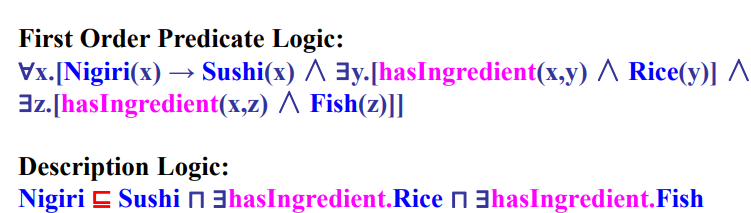 First Order Predicate Logic:
∀x.[Nigiri(x) → Sushi(x) ∧ ∃y.[hasIngredient(x,y) ∧ Rice(y)] ∧
∃z.[hasIngredient(x,z) ∧ Fish(z)]]
Description Logic:
Nigiri ⊑ Sushi ⊓ ∃hasIngredient.Rice ⊓ ∃hasIngredient.Fish